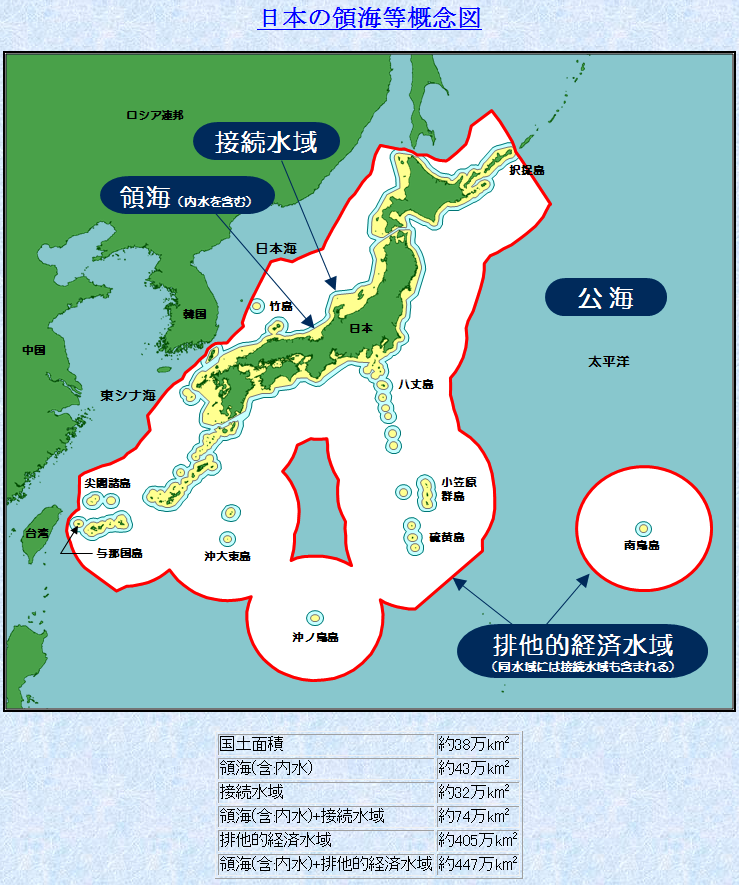 日本の領海等概念図
ロシア連邦
接続水域
択捉島
領海（内水を含む）
日本海
公海
竹島
韓国
日本
中国
太平洋
八丈島
東シナ海
尖閣諸島
小笠原
群島
台湾
硫黄島
南鳥島
与那国島
沖大東島
沖ノ鳥島
排他的経済水域
（同水域には接続水域も含まれる）
国土面積 約38万km²
領海(含:内水) 約43万km²
接続水域 約32万km²
領海(含:内水)+接続水域 約74万km²
排他的経済水域 約405万km²
領海(含:内水)+排他的経済水域 約447万km²